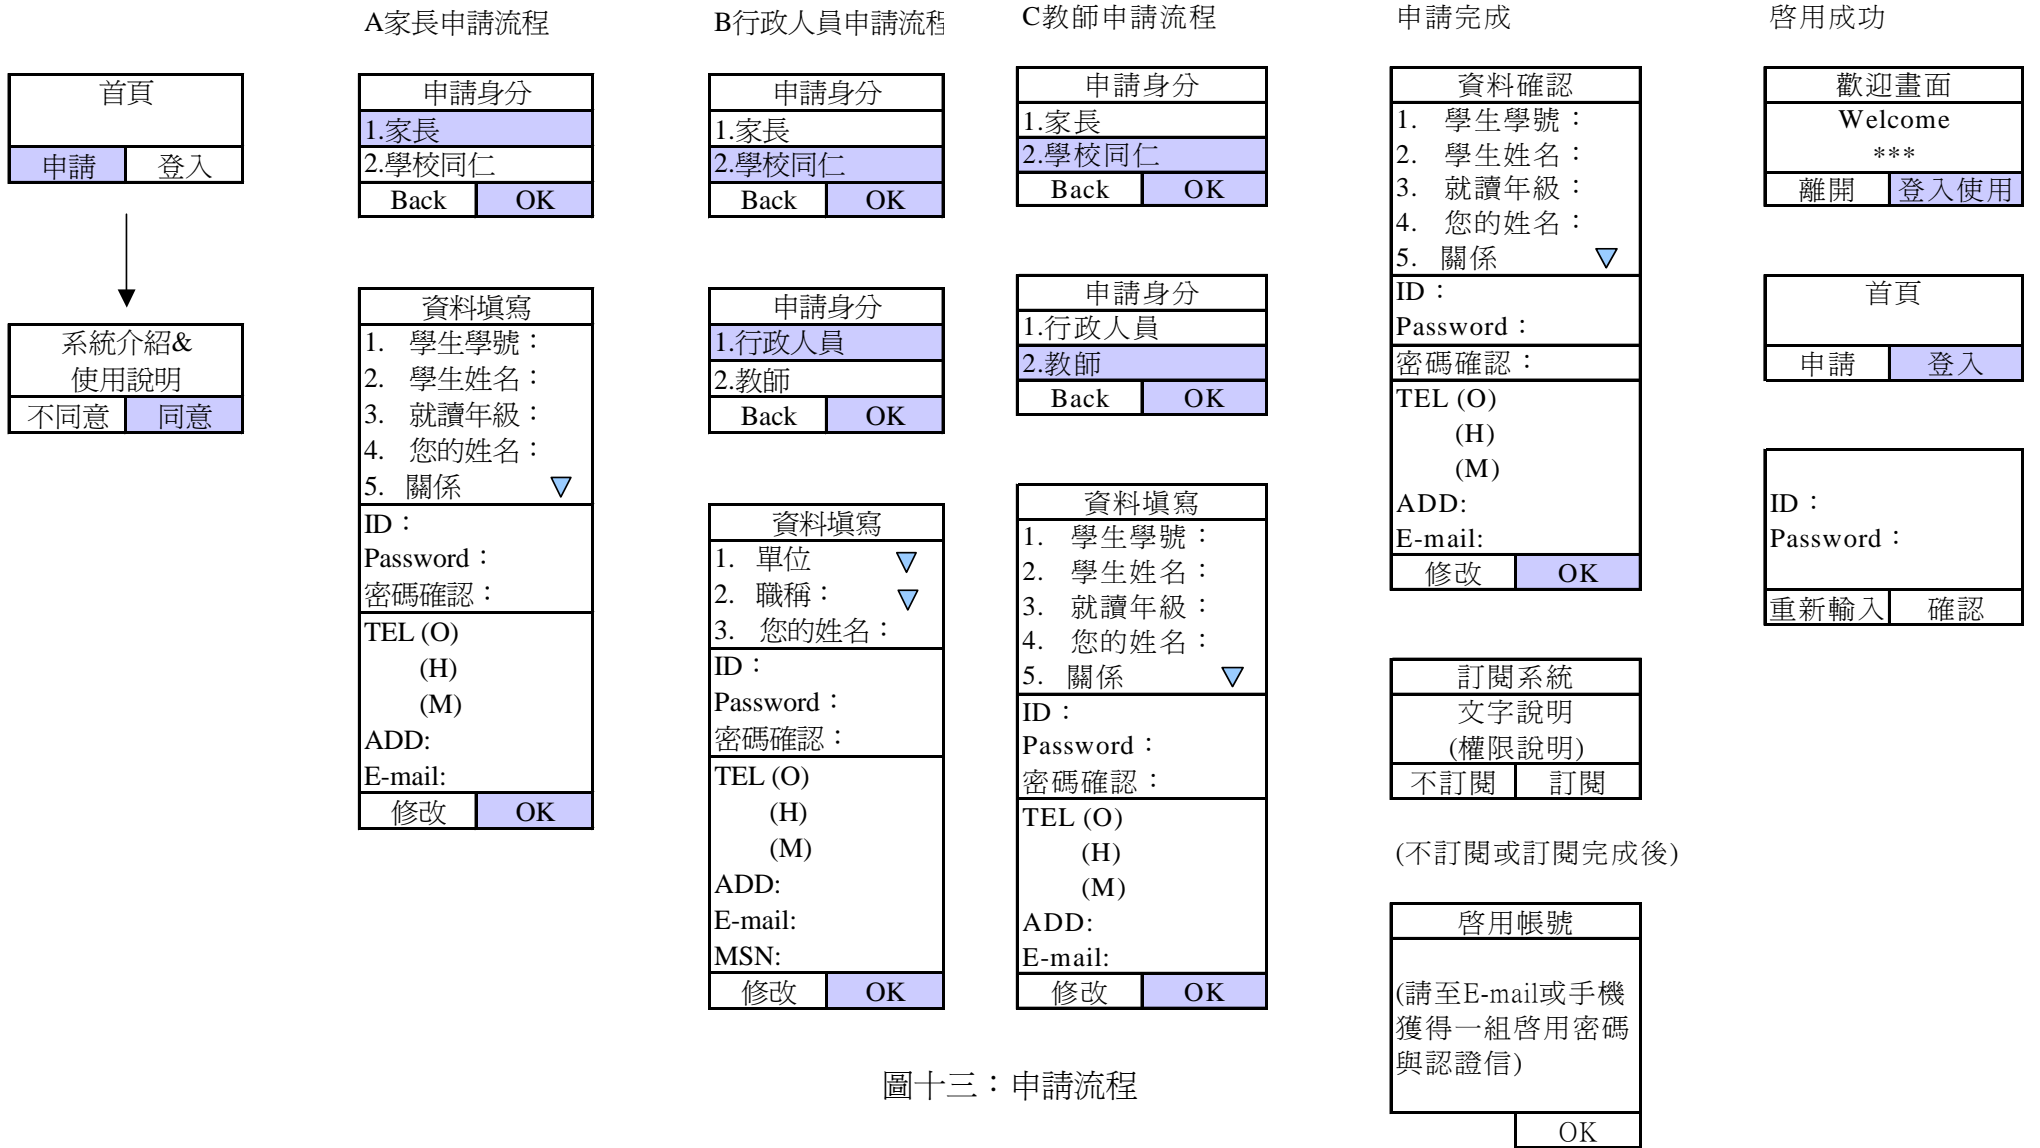 首頁
申請 登入
系統介紹&
使用說明
不同意 同意
A家長申請流程
申請身分
1.家長
2.學校同仁
Back OK
資料填寫
1. 學生學號：
2. 學生姓名：
3. 就讀年級：
4. 您的姓名：
5. 關係
ID：
Password：
密碼確認：
TEL (O)
(H)
(M)
ADD:
E-mail:
修改 OK
B行政人員申請流程
申請身分
1.家長
2.學校同仁
Back OK
申請身分
1.行政人員
2.教師
Back OK
資料填寫
1. 單位
2. 職稱：
3. 您的姓名：
ID：
Password：
密碼確認：
TEL (O)
(H)
(M)
ADD:
E-mail:
MSN:
修改 OK
C教師申請流程
申請身分
1.家長
2.學校同仁
Back OK
申請身分
1.行政人員
2.教師
Back OK
資料填寫
1. 學生學號：
2. 學生姓名：
3. 就讀年級：
4. 您的姓名：
5. 關係
ID：
Password：
密碼確認：
TEL (O)
(H)
(M)
ADD:
E-mail:
修改 OK
申請完成
資料確認
1. 學生學號：
2. 學生姓名：
3. 就讀年級：
4. 您的姓名：
5. 關係
ID：
Password：
密碼確認：
TEL (O)
(H)
(M)
ADD:
E-mail:
修改 OK
訂閱系統
文字說明
(權限說明)
不訂閱 訂閱
(不訂閱或訂閱完成後)
啓用帳號
(請至E-mail或手機
獲得一組啓用密碼
與認證信)
OK
啓用成功
歡迎畫面
Welcome
***
離開 登入使用
首頁
申請 登入
ID：
Password：
重新輸入 確認
圖十三：申請流程